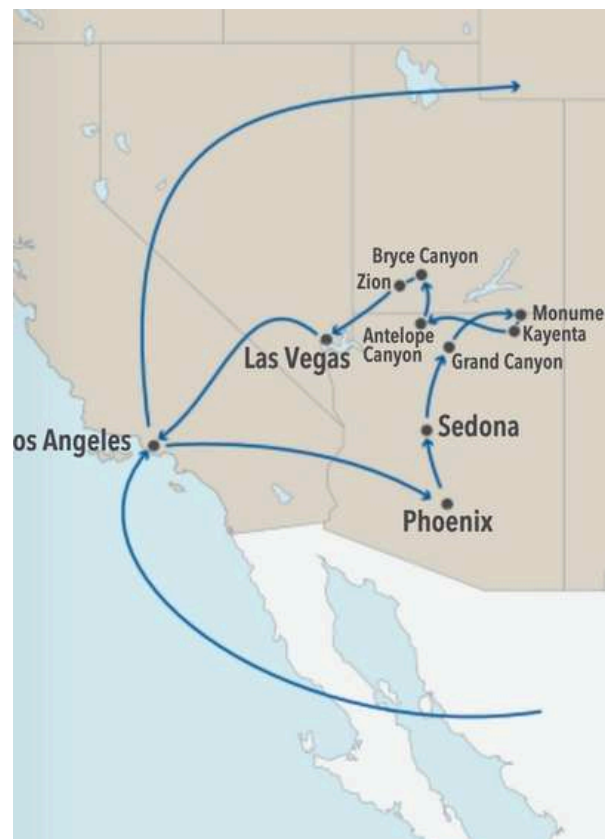 Bryce Canyon
Zion
Monume
Kayenta
Antelope
Canyon
Las Vegas
Grand Canyon
Sedona
os Angeles
Phoenix